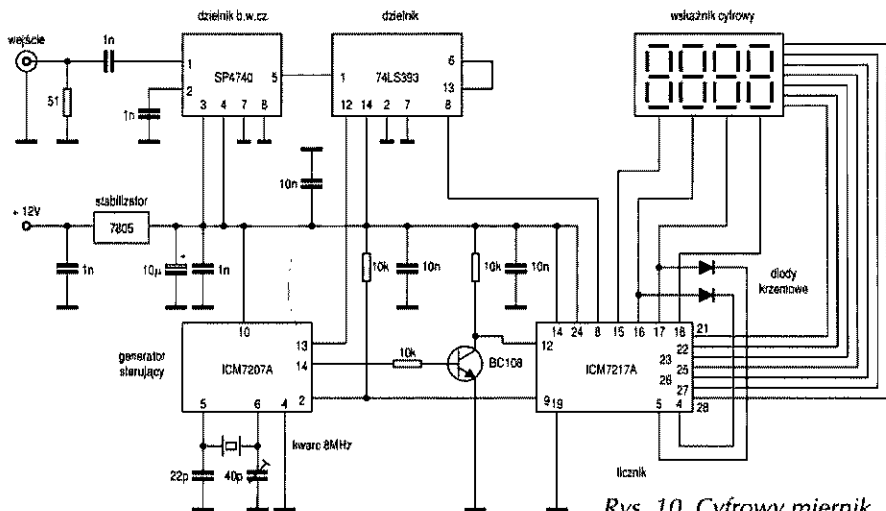 dzielnik b.w.cz.
dzielnik
wskaźnik cyfrowy
wejście
1n
SP4740
74LS393
1
2
5
3
4
7
8
1
6
13
12
14
2
7
8
51
1n
10n
+ 12V
stabilizator
7805
1n
10µ
+
1n
10k
10n
10k
10n
diody
krzemowe
10
generator
sterujący
ICM7207A
13
14
2
5
6
4
10k
BC108
14
24
8
15
16
17
18
21
12
ICM7217A
22
23
25
26
27
28
9
19
5
4
kwarc 8MHz
22p
40p
licznik
Rys. 10. Cyfrowy miernik